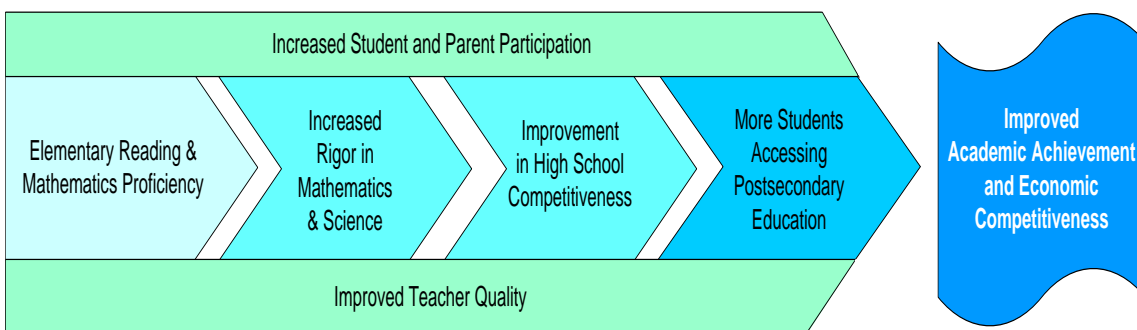 Increased Student and Parent Participation
Elementary Reading &
Mathematics Proficiency
Increased
Rigor in
Mathematics
& Science
Improvement
in High School
Competitiveness
More Students
Accessing
Postsecondary
Education
Improved
Academic Achievement
and Economic
Competitiveness
Improved Teacher Quality